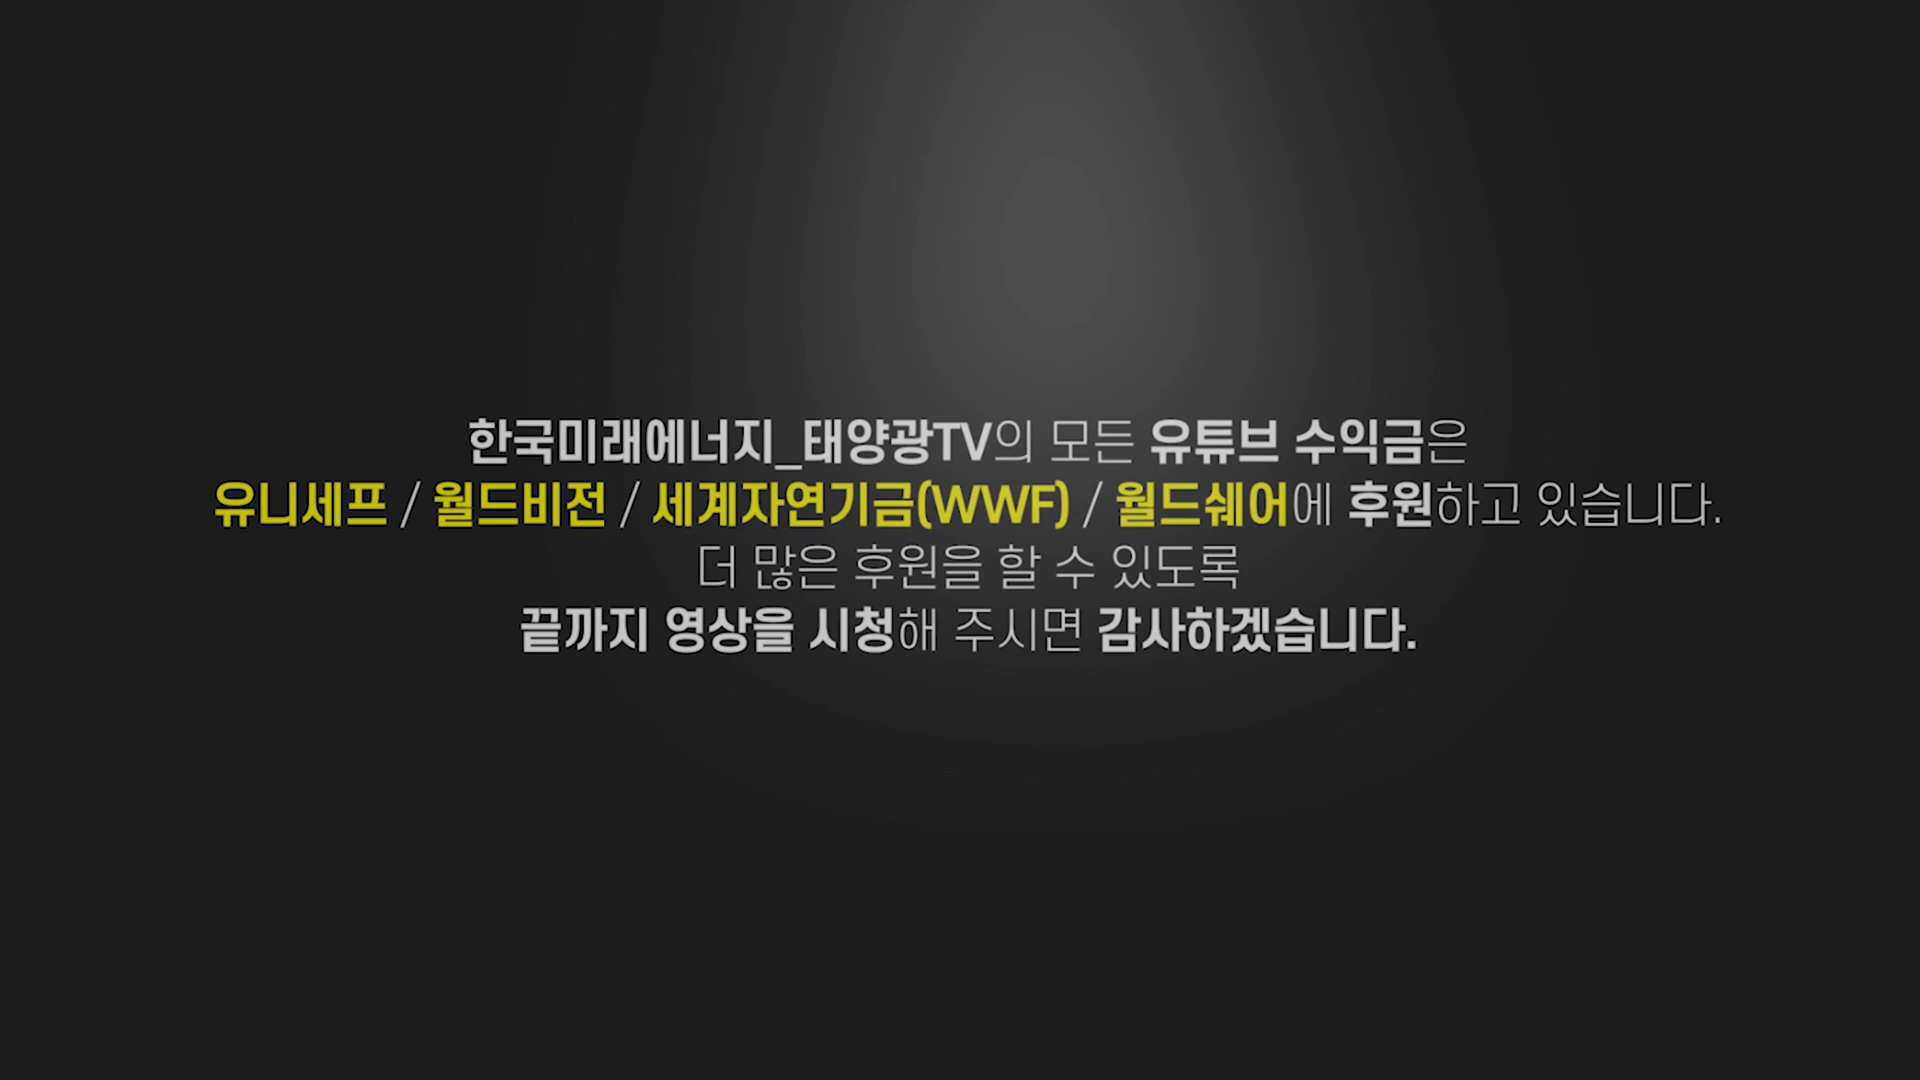 한국미래에너지_태양광TV의 모든 유튜브 수익금은
유니세프 / 월드비전 / 세계자연기금(WWF) / 월드쉐어에 후원하고 있습니다.
더 많은 후원을 할 수 있도록
끝까지 영상을 시청해 주시면 감사하겠습니다.